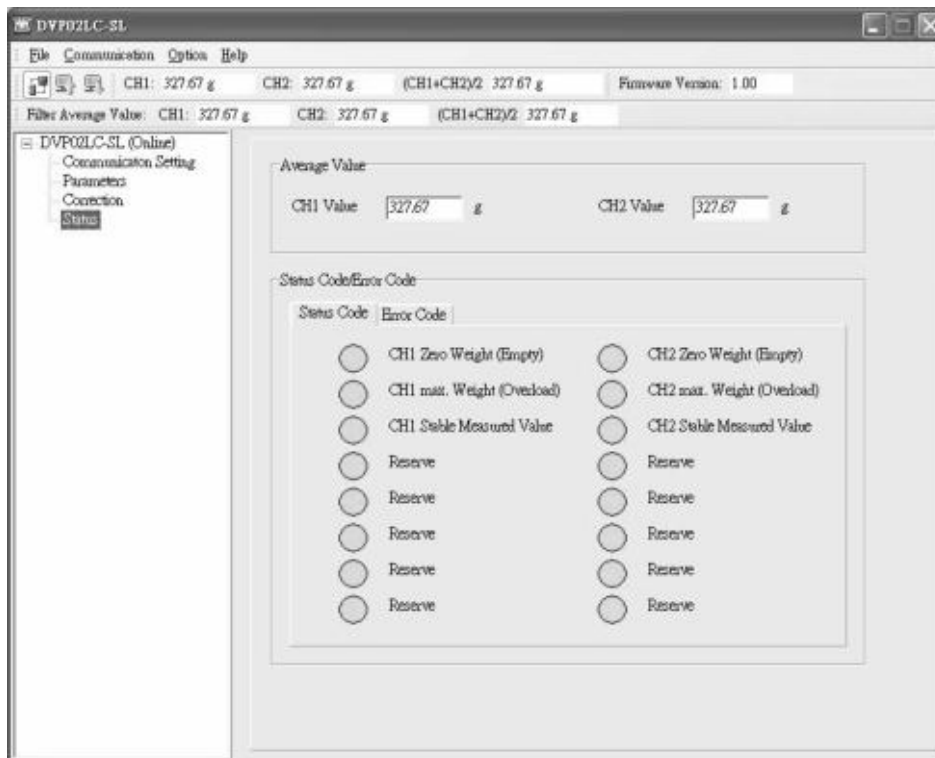 DVP02LC-SL
File Communication Option Help
CH1: 327.67 g CH2: 327.67 g (CH1+CH2)/2 327.67 g Firmware Version: 1.00
Filter Average Value: CH1: 327.67 g CH2: 327.67 g (CH1+CH2)/2 327.67 g
DVP02LC-SL (Online)
Communicaton Setting
Parameters
Correction
Status
Average Value
CH1 Value 327.67 g CH2 Value 327.67 g
Status Code/Error Code
Status Code Error Code
CH1 Zero Weight (Empty) CH2 Zero Weight (Empty)
CH1 max. Weight (Overload) CH2 max. Weight (Overload)
CH1 Stable Measured Value CH2 Stable Measured Value
Reserve Reserve
Reserve Reserve
Reserve Reserve
Reserve Reserve
Reserve Reserve